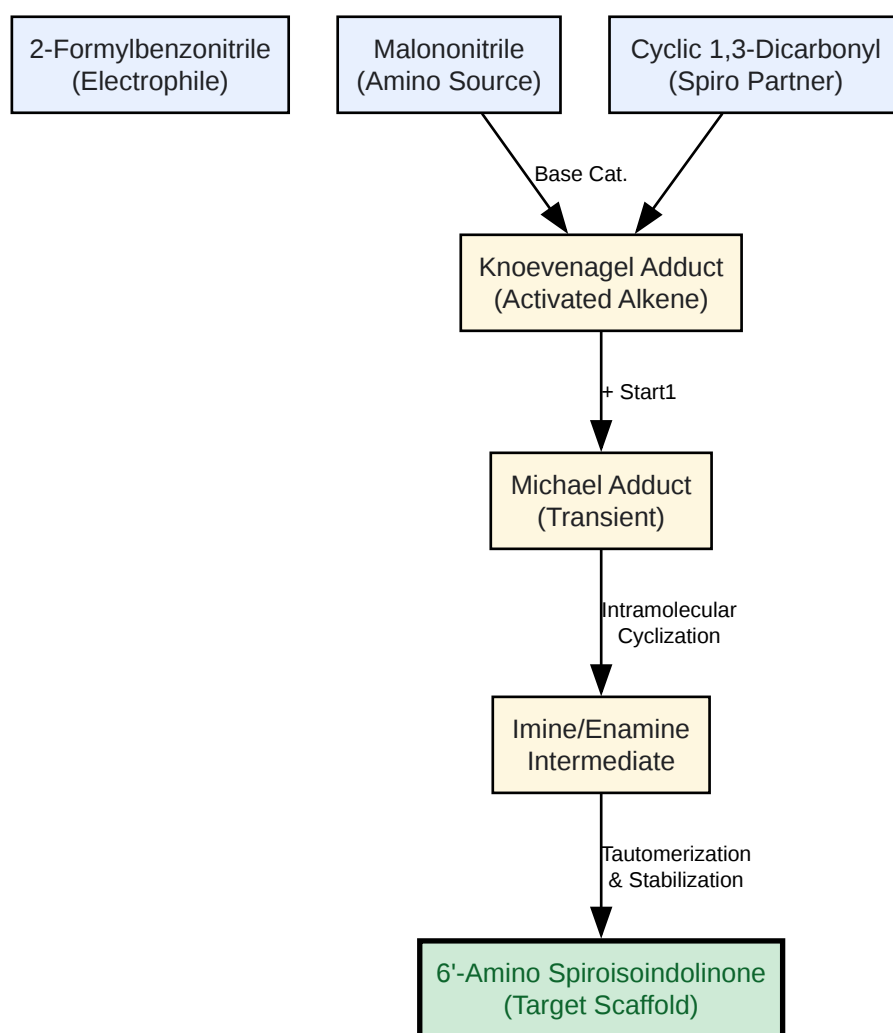 2-Formylbenzonitrile
(Electrophile)
Malononitrile
(Amino Source)
Cyclic 1,3-Dicarbonyl
(Spiro Partner)
Base Cat.
Knoevenagel Adduct
(Activated Alkene)
+ Start1
Michael Adduct
(Transient)
Intramolecular
Cyclization
Imine/Enamine
Intermediate
Tautomerization
& Stabilization
6'-Amino Spiroisoindolinone
(Target Scaffold)